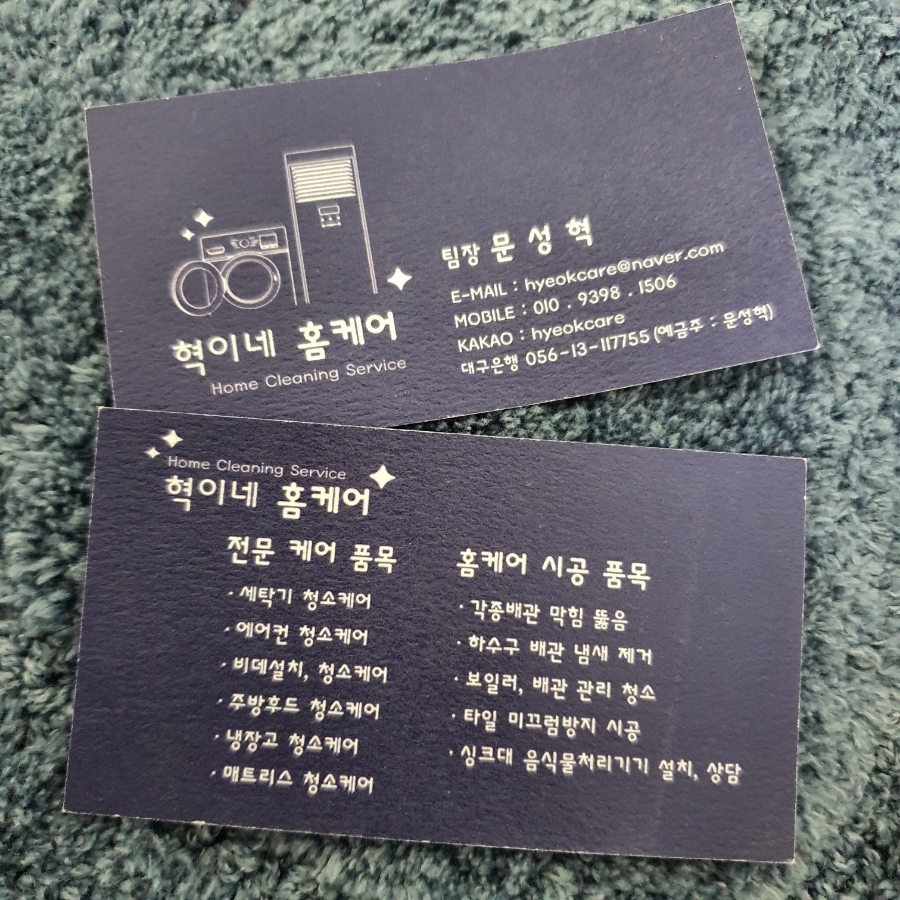 혁이네 홈케어
Home Cleaning Service
팀장 문성혁
E-MAIL : hyeokcare@naver.com
MOBILE : 010 . 9398 . 1506
KAKAO : hyeokcare
대구은행 056-13-117755 (예금주 : 문성혁)
Home Cleaning Service
혁이네 홈케어
전문 케어 품목
· 세탁기 청소케어
· 에어컨 청소케어
· 비데설치, 청소케어
· 주방후드 청소케어
· 냉장고 청소케어
· 매트리스 청소케어
홈케어 시공 품목
· 각종배관 막힘 뚫음
· 하수구 배관 냄새 제거
· 보일러, 배관 관리 청소
· 타일 미끄럼방지 시공
· 싱크대 음식물처리기기 설치, 상담